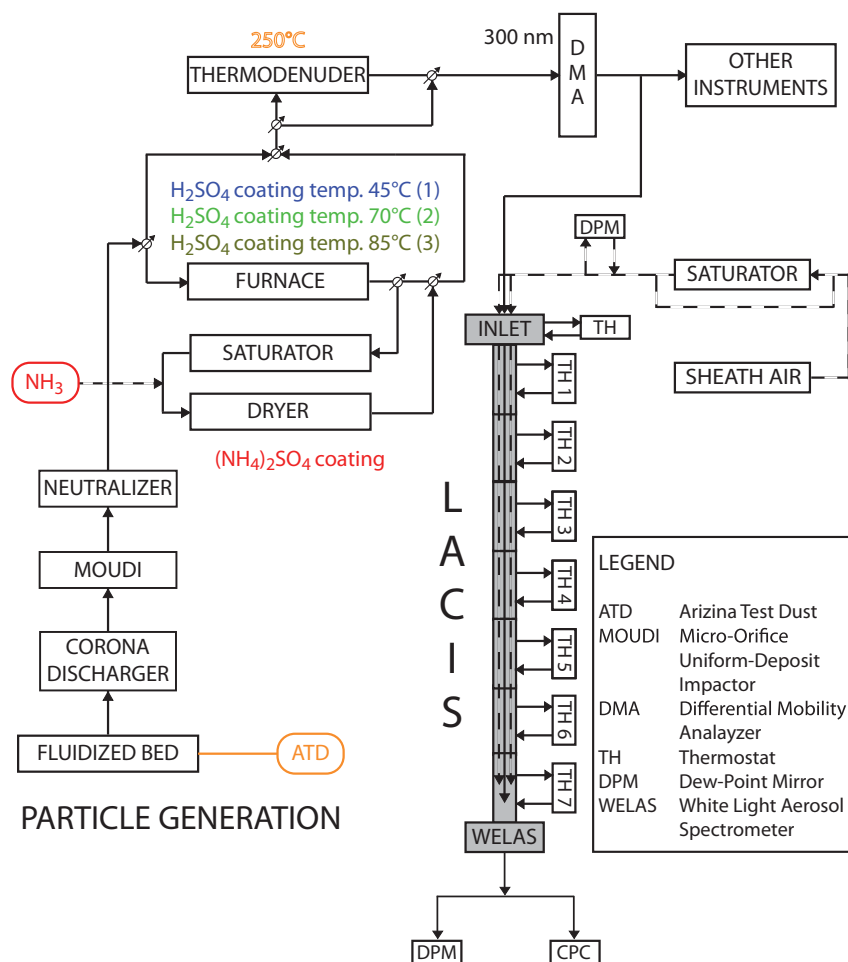 250°C
THERMODENUDER
300 nm
D
M
A
OTHER
INSTRUMENTS
H2SO4 coating temp. 45°C (1)
H2SO4 coating temp. 70°C (2)
H2SO4 coating temp. 85°C (3)
FURNACE
SATURATOR
NH3
DRYER
(NH4)2SO4 coating
NEUTRALIZER
MOUDI
CORONA
DISCHARGER
FLUIDIZED BED
ATD
PARTICLE GENERATION
DPM
SATURATOR
SHEATH AIR
INLET
TH
TH 1
TH 2
TH 3
TH 4
TH 5
TH 6
TH 7
L
A
C
I
S
WELAS
DPM
CPC
LEGEND
ATD Arizina Test Dust
MOUDI Micro-Orifice
Uniform-Deposit
Impactor
DMA Differential Mobility
Analayzer
TH Thermostat
DPM Dew-Point Mirror
WELAS White Light Aerosol
Spectrometer